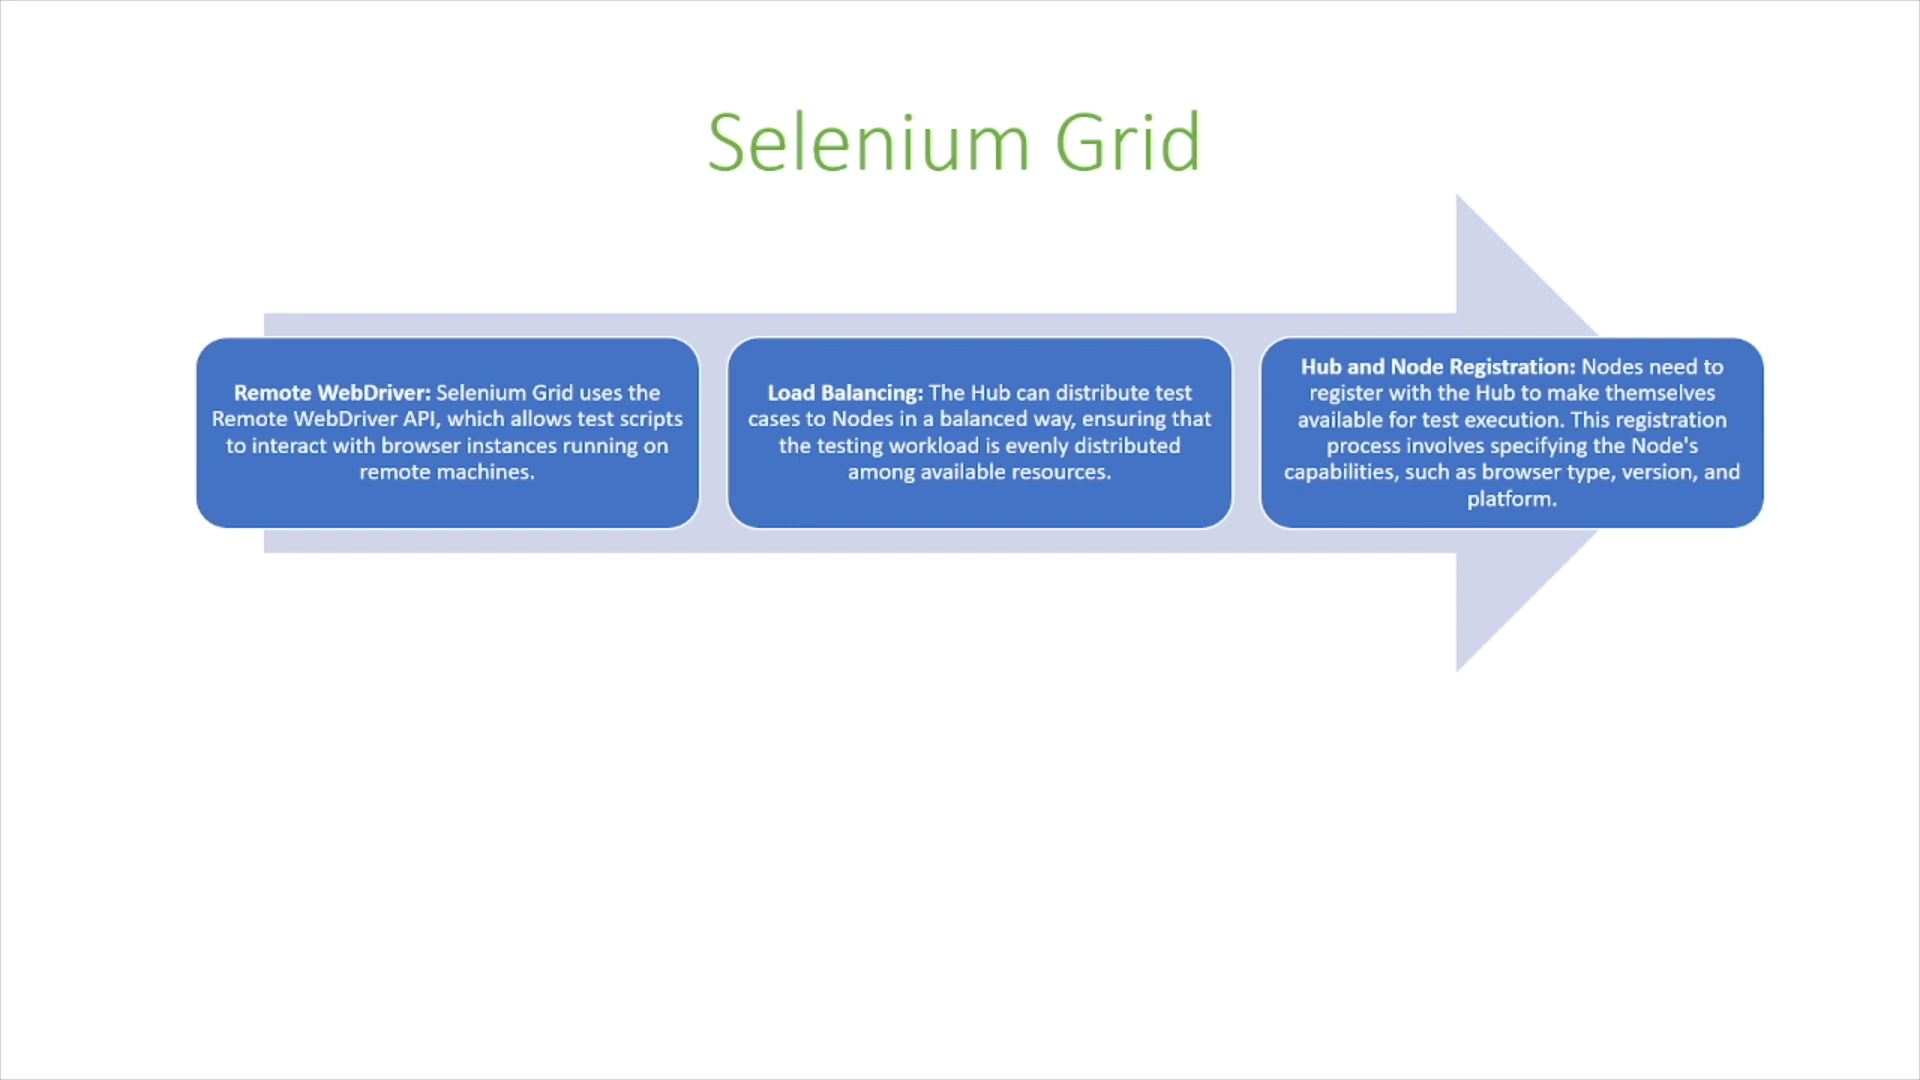 Selenium Grid
Remote WebDriver: Selenium Grid uses the
Remote WebDriver API, which allows test scripts
to interact with browser instances running on
remote machines.
Load Balancing: The Hub can distribute test
cases to Nodes in a balanced way, ensuring that
the testing workload is evenly distributed
among available resources.
Hub and Node Registration: Nodes need to
register with the Hub to make themselves
available for test execution. This registration
process involves specifying the Node's
capabilities, such as browser type, version, and
platform.